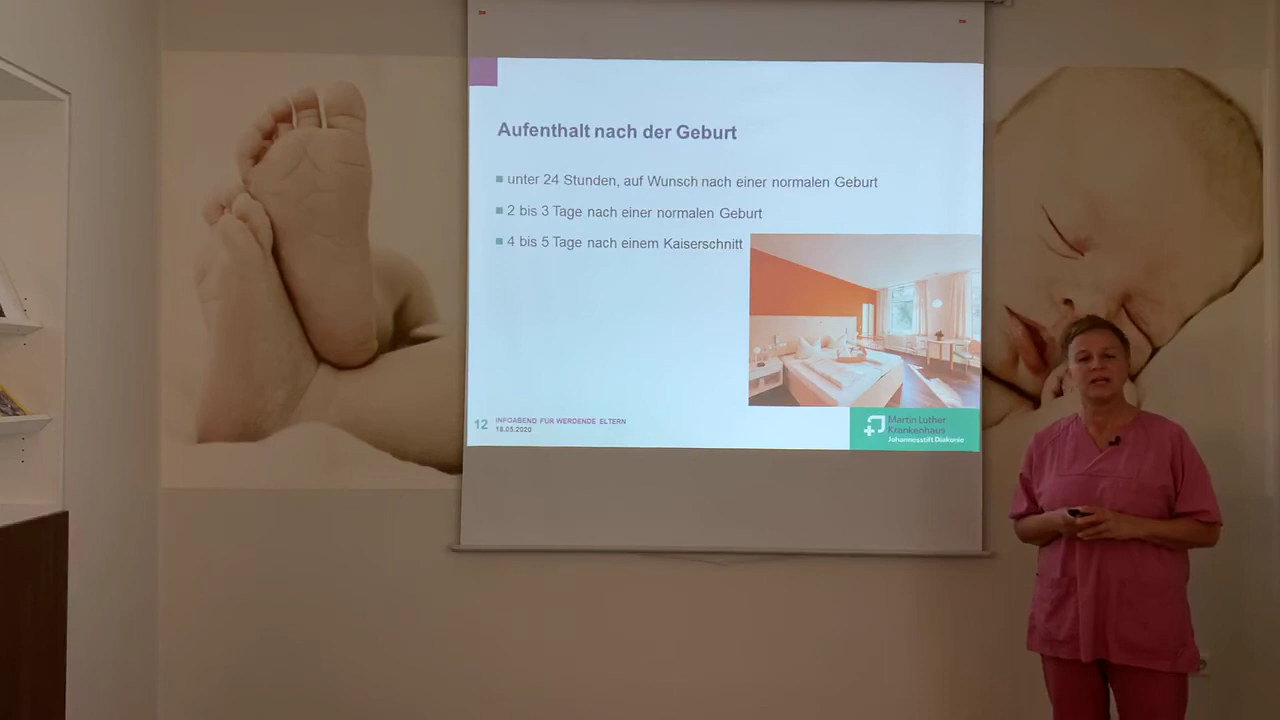 Aufenthalt nach der Geburt
unter 24 Stunden, auf Wunsch nach einer normalen Geburt
2 bis 3 Tage nach einer normalen Geburt
4 bis 5 Tage nach einem Kaiserschnitt
12
INFOABEND FÜR WERDENDE ELTERN
18.05.2020
Martin Luther
Krankenhaus
Johannesstift Diakonie